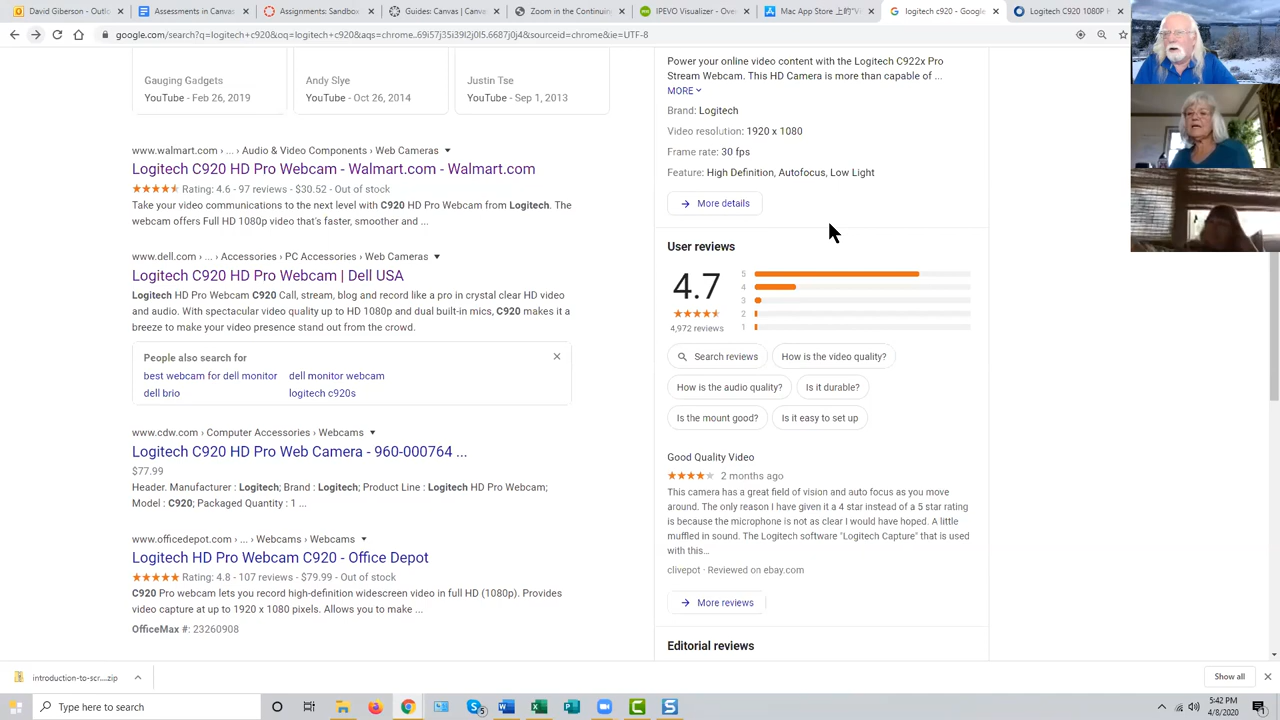 David Giberson - Outlo
Assessments in Canvas
Assignments: Sandbox
Guides: Canvas | Canv
Zoom in the Continuin
IPEVO Visualizer - Over
Mac App Store 上的"Vi
logitech c920 - Google
Logitech C920 1080P H
google.com/search?q=logitech+c920&oq=logitech+c920&aqs=chrome..69i57j35i39l2j0l5.6687j0j4&sourceid=chrome&ie=UTF-8
Gauging Gadgets
YouTube - Feb 26, 2019
Andy Slye
YouTube - Oct 26, 2014
Justin Tse
YouTube - Sep 1, 2013
www.walmart.com › ... › Audio & Video Components › Web Cameras
Logitech C920 HD Pro Webcam - Walmart.com - Walmart.com
Rating: 4.6 - 97 reviews - $30.52 - Out of stock
Take your video communications to the next level with C920 HD Pro Webcam from Logitech. The
webcam offers Full HD 1080p video that's faster, smoother and ...
www.dell.com › ... › Accessories › PC Accessories › Web Cameras
Logitech C920 HD Pro Webcam | Dell USA
Logitech HD Pro Webcam C920 Call, stream, blog and record like a pro in crystal clear HD video
and audio. With spectacular video quality up to HD 1080p and dual built-in mics, C920 makes it a
breeze to make your video presence stand out from the crowd.
People also search for
best webcam for dell monitor
dell monitor webcam
dell brio
logitech c920s
www.cdw.com › Computer Accessories › Webcams
Logitech C920 HD Pro Web Camera - 960-000764 ...
$77.99
Header. Manufacturer : Logitech; Brand : Logitech; Product Line : Logitech HD Pro Webcam;
Model : C920; Packaged Quantity : 1 ...
www.officedepot.com › ... › Webcams › Webcams
Logitech HD Pro Webcam C920 - Office Depot
Rating: 4.8 - 107 reviews - $79.99 - Out of stock
C920 Pro webcam lets you record high-definition widescreen video in full HD (1080p). Provides
video capture at up to 1920 x 1080 pixels. Allows you to make ...
OfficeMax #: 23260908
Power your online video content with the Logitech C922x Pro
Stream Webcam. This HD Camera is more than capable of ...
MORE
Brand: Logitech
Video resolution: 1920 x 1080
Frame rate: 30 fps
Feature: High Definition, Autofocus, Low Light
More details
User reviews
4.7
4,972 reviews
5
4
3
2
1
Search reviews
How is the video quality?
How is the audio quality?
Is it durable?
Is the mount good?
Is it easy to set up
Good Quality Video
2 months ago
This camera has a great field of vision and auto focus as you move
around. The only reason I have given it a 4 star instead of a 5 star rating
is because the microphone is not as clear I would have hoped. A little
muffled in sound. The Logitech software "Logitech Capture" that is used
with this…
clivepot · Reviewed on ebay.com
More reviews
Editorial reviews
introduction-to-scr....zip
Show all
Type here to search
5:42 PM
4/8/2020